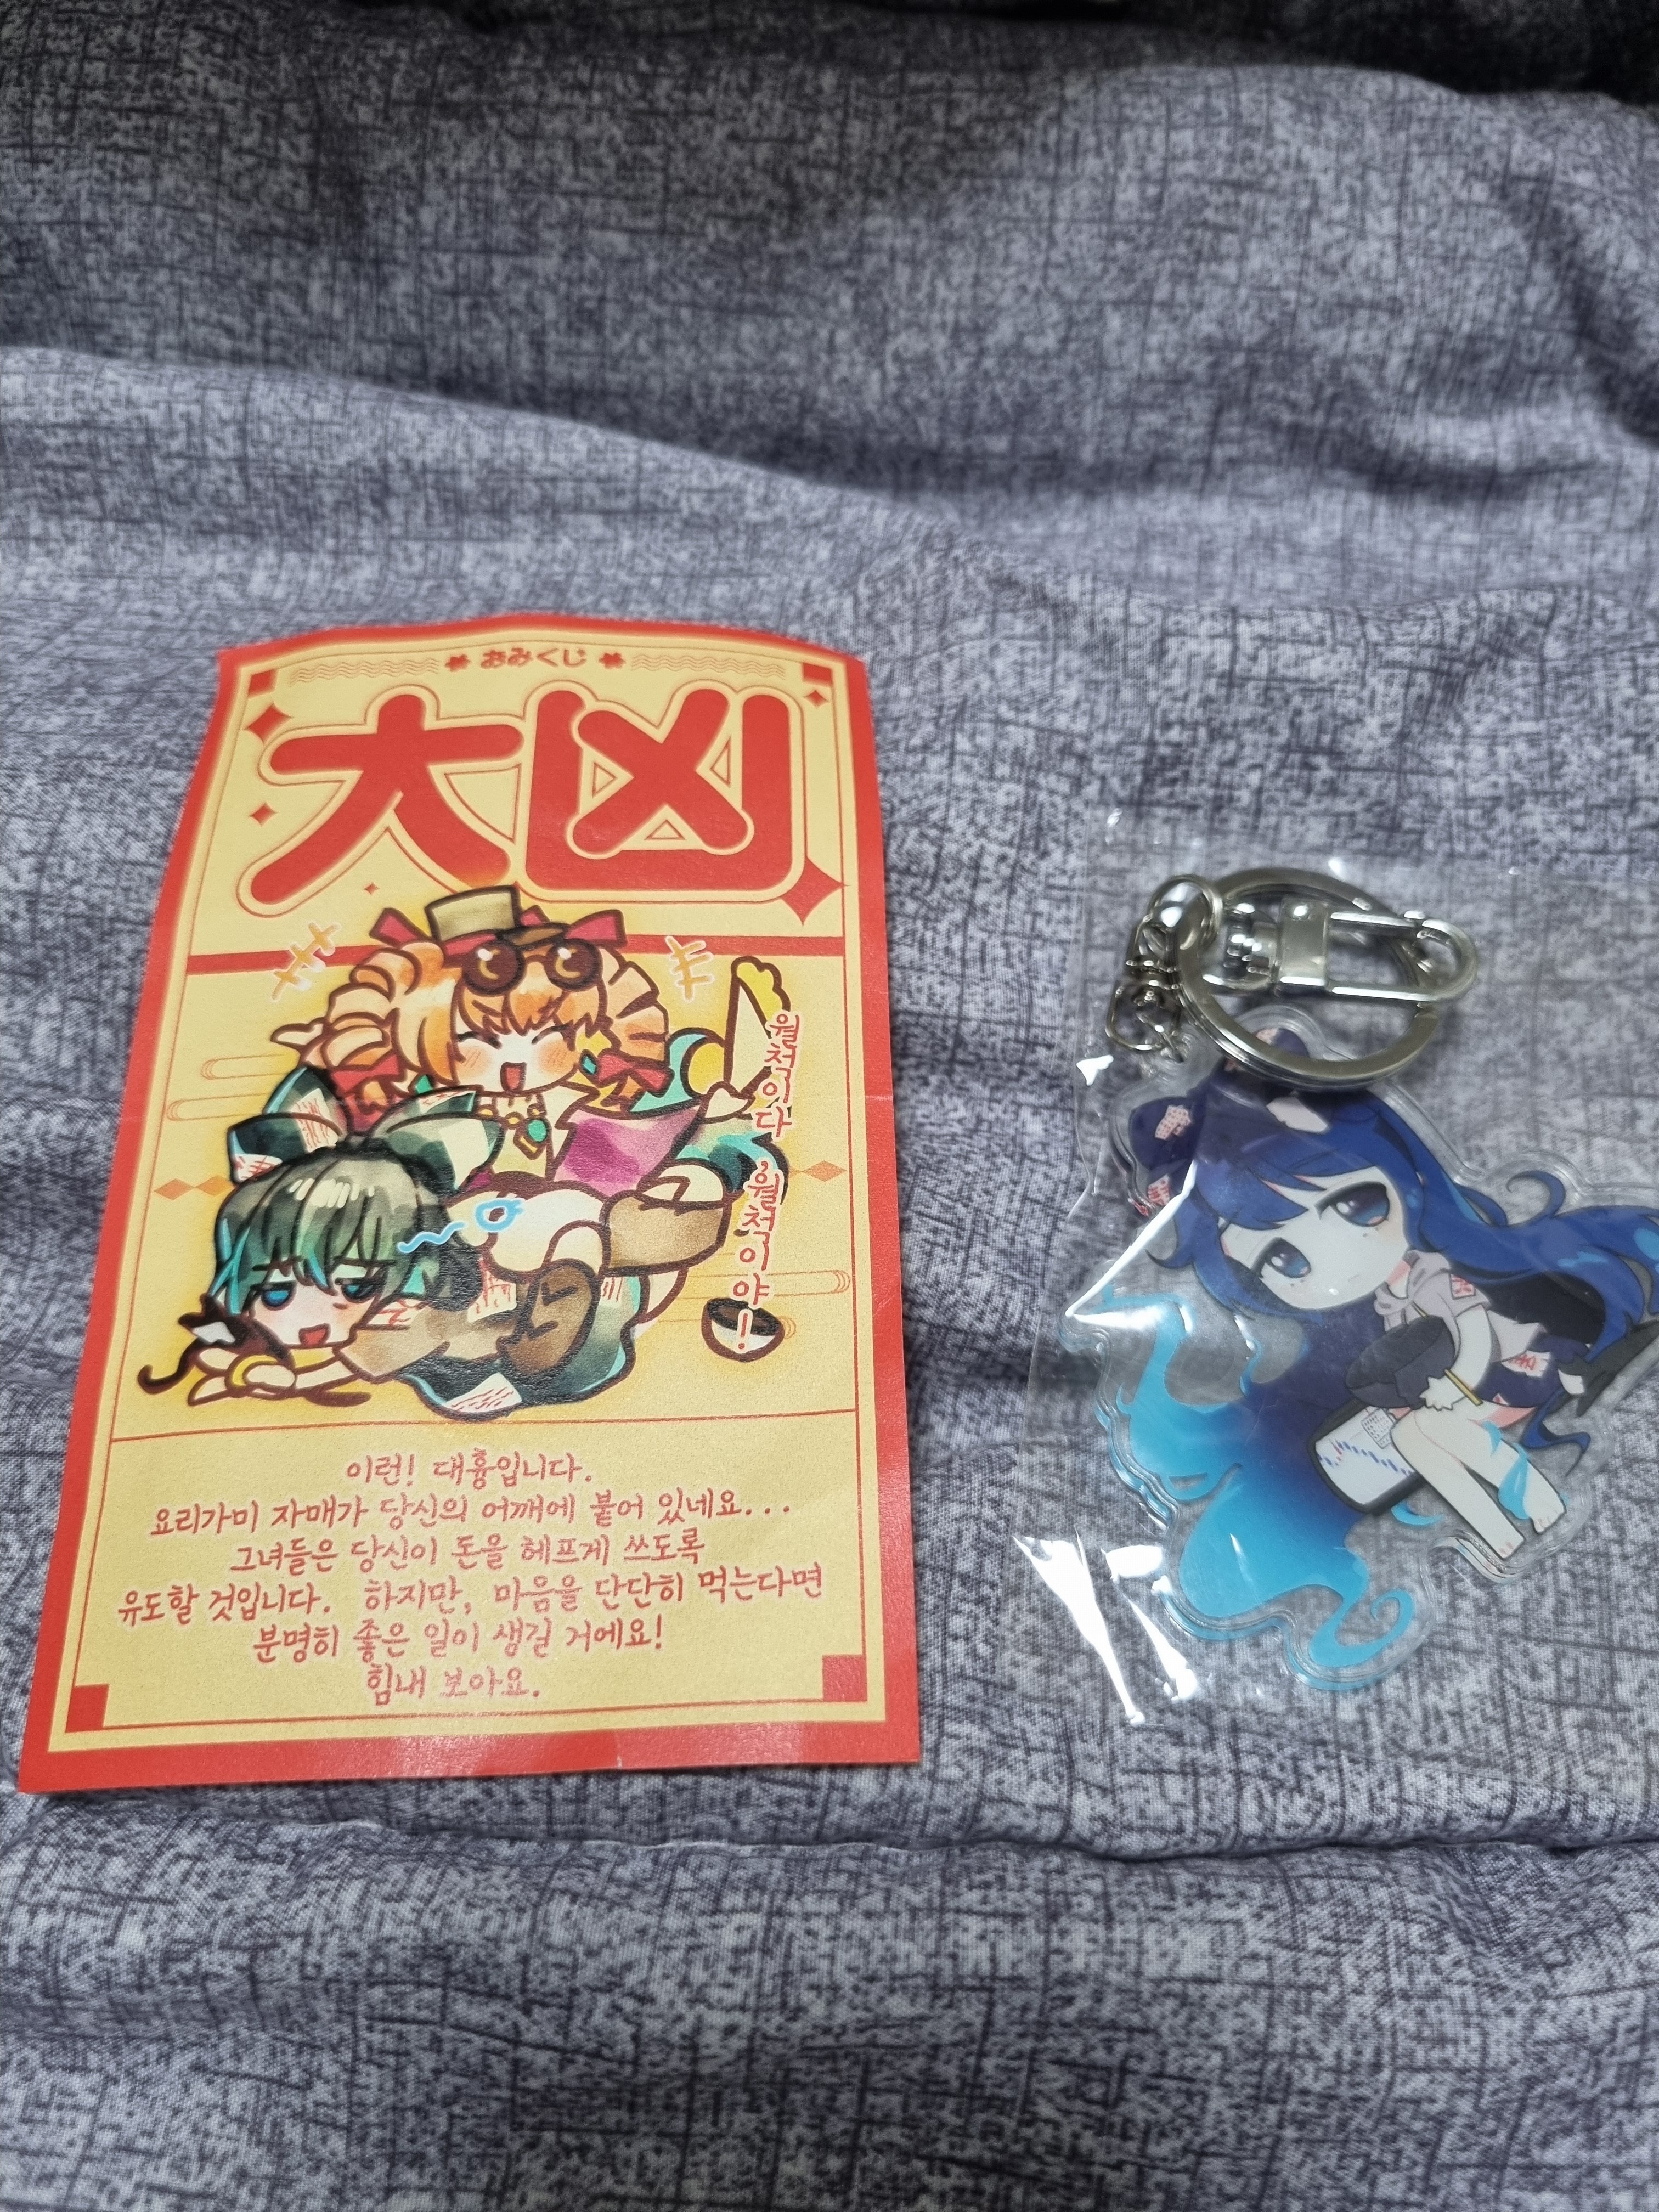 おみくじ
大凶
월척이다
월척이야!
이런! 대흉입니다.
요리가미 자매가 당신의 어깨에 붙어 있네요...
그녀들은 당신이 돈을 헤프게 쓰도록
유도할 것입니다. 하지만, 마음을 단단히 먹는다면
분명히 좋은 일이 생길 거에요!
힘내 보아요.